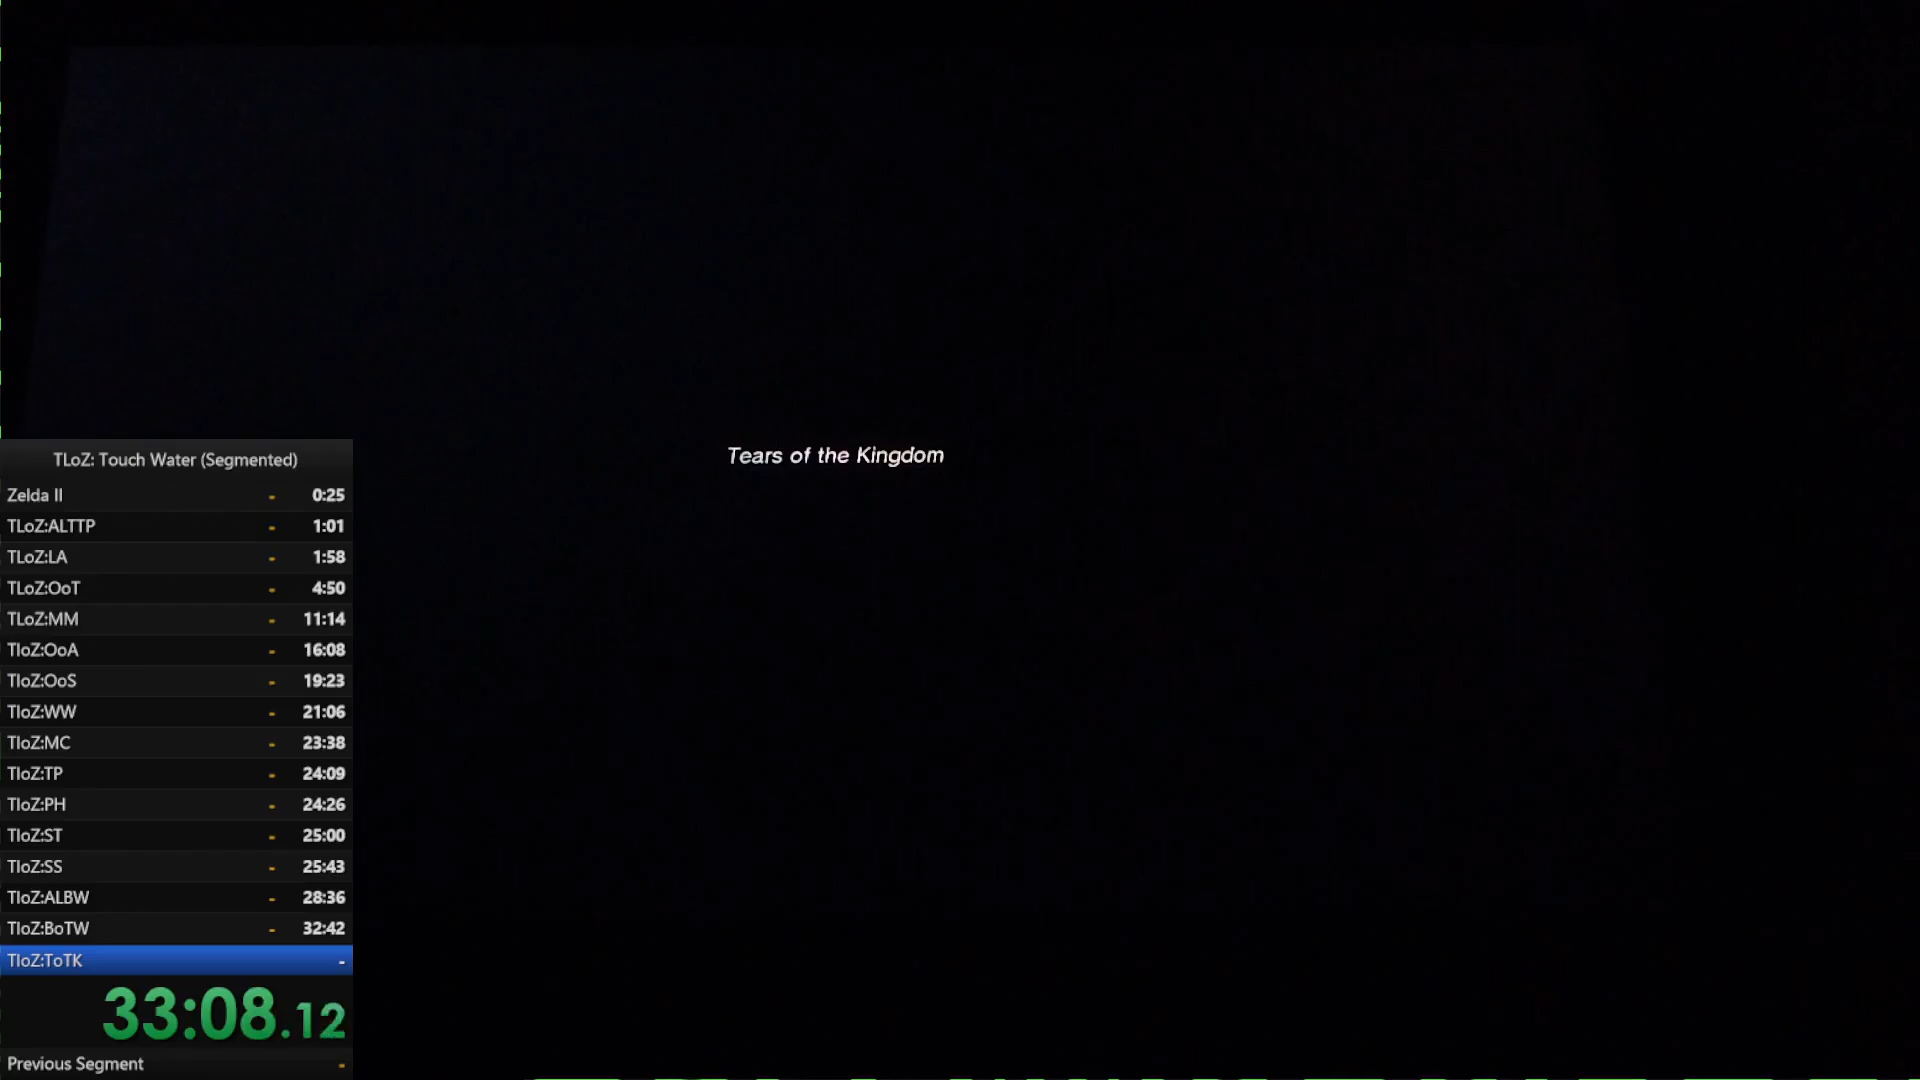 Tears of the Kingdom
TLoZ: Touch Water (Segmented)
Zelda II - 0:25
TLoZ:ALTTP - 1:01
TLoZ:LA - 1:58
TLoZ:OoT - 4:50
TLoZ:MM - 11:14
TloZ:OoA - 16:08
TloZ:OoS - 19:23
TloZ:WW - 21:06
TloZ:MC - 23:38
TloZ:TP - 24:09
TloZ:PH - 24:26
TloZ:ST - 25:00
TloZ:SS - 25:43
TloZ:ALBW - 28:36
TloZ:BoTW - 32:42
TloZ:ToTK -
33:08.12
Previous Segment -